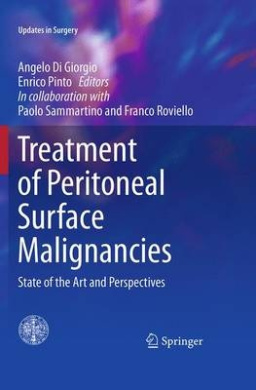 Updates in Surgery
Angelo Di Giorgio
Enrico Pinto Editors
In collaboration with
Paolo Sammartino and Franco Roviello
Treatment
of Peritoneal
Surface
Malignancies
State of the Art and Perspectives
Springer